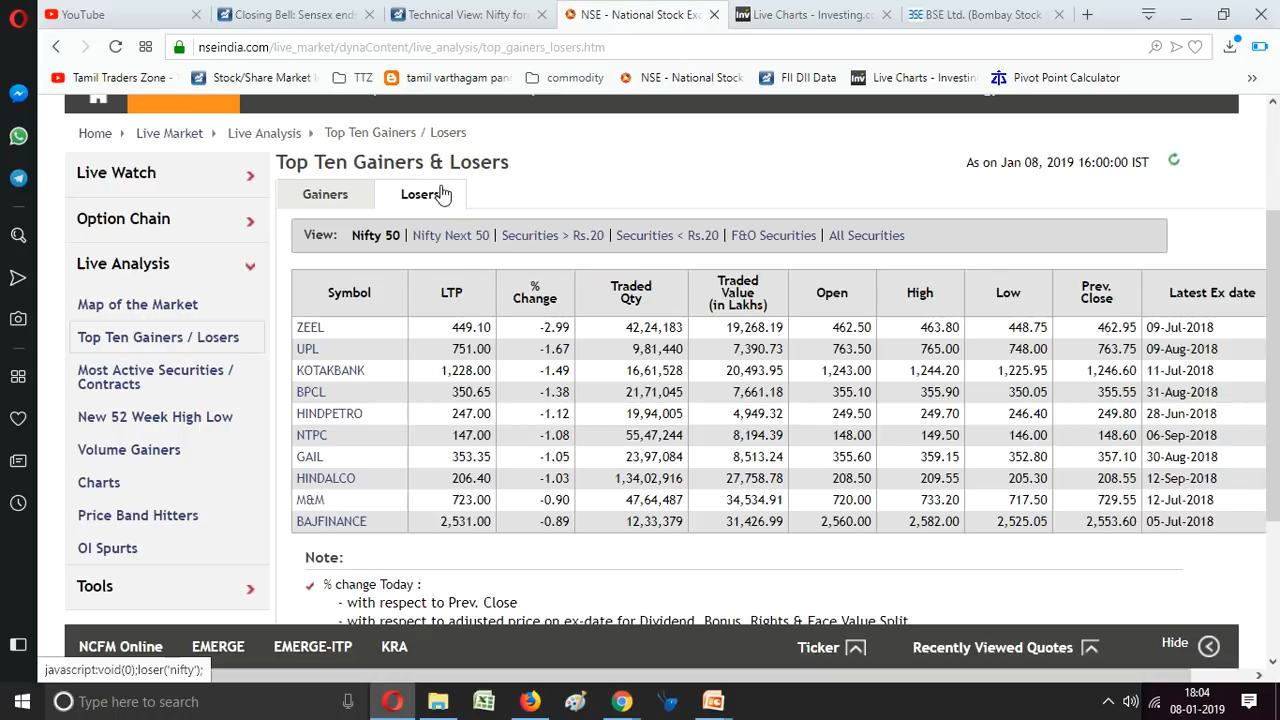 YouTube
Closing Bell: Sensex end
Technical View: Nifty for
NSE - National Stock Exc
Live Charts - Investing.co
BSE Ltd. (Bombay Stock
nseindia.com/live_market/dynaContent/live_analysis/top_gainers_losers.htm
Tamil Traders Zone -
Stock/Share Market
TTZ
tamil varthagam pan
commodity
NSE - National Stock
FII DII Data
Live Charts - Investin
Pivot Point Calculator
Home Live Market Live Analysis Top Ten Gainers / Losers
Live Watch
Option Chain
Live Analysis
Map of the Market
Top Ten Gainers / Losers
Most Active Securities /
Contracts
New 52 Week High Low
Volume Gainers
Charts
Price Band Hitters
OI Spurts
Tools
Top Ten Gainers & Losers
As on Jan 08, 2019 16:00:00 IST
Gainers Losers
View: Nifty 50 | Nifty Next 50 | Securities > Rs.20 | Securities < Rs.20 | F&O Securities | All Securities
Symbol LTP % Change Traded Qty Traded Value (in Lakhs) Open High Low Prev. Close Latest Ex date
ZEEL 449.10 -2.99 42,24,183 19,268.19 462.50 463.80 448.75 462.95 09-Jul-2018
UPL 751.00 -1.67 9,81,440 7,390.73 763.50 765.00 748.00 763.75 09-Aug-2018
KOTAKBANK 1,228.00 -1.49 16,61,528 20,493.95 1,243.00 1,244.20 1,225.95 1,246.60 11-Jul-2018
BPCL 350.65 -1.38 21,71,045 7,661.18 355.10 355.90 350.05 355.55 31-Aug-2018
HINDPETRO 247.00 -1.12 19,94,005 4,949.32 249.50 249.70 246.40 249.80 28-Jun-2018
NTPC 147.00 -1.08 55,47,244 8,194.39 148.00 149.50 146.00 148.60 06-Sep-2018
GAIL 353.35 -1.05 23,97,084 8,513.24 355.60 359.15 352.80 357.10 30-Aug-2018
HINDALCO 206.40 -1.03 1,34,02,916 27,758.78 208.50 209.55 205.30 208.55 12-Sep-2018
M&M 723.00 -0.90 47,64,487 34,534.91 720.00 733.20 717.50 729.55 12-Jul-2018
BAJFINANCE 2,531.00 -0.89 12,33,379 31,426.99 2,560.00 2,582.00 2,525.05 2,553.60 05-Jul-2018
Note:
% change Today :
- with respect to Prev. Close
- with respect to adjusted price on ex-date for Dividend, Bonus, Rights & Face Value Split
NCFM Online EMERGE EMERGE-ITP KRA Ticker Recently Viewed Quotes Hide
javascript:void(0);loser('nifty');
Type here to search
18:04
08-01-2019